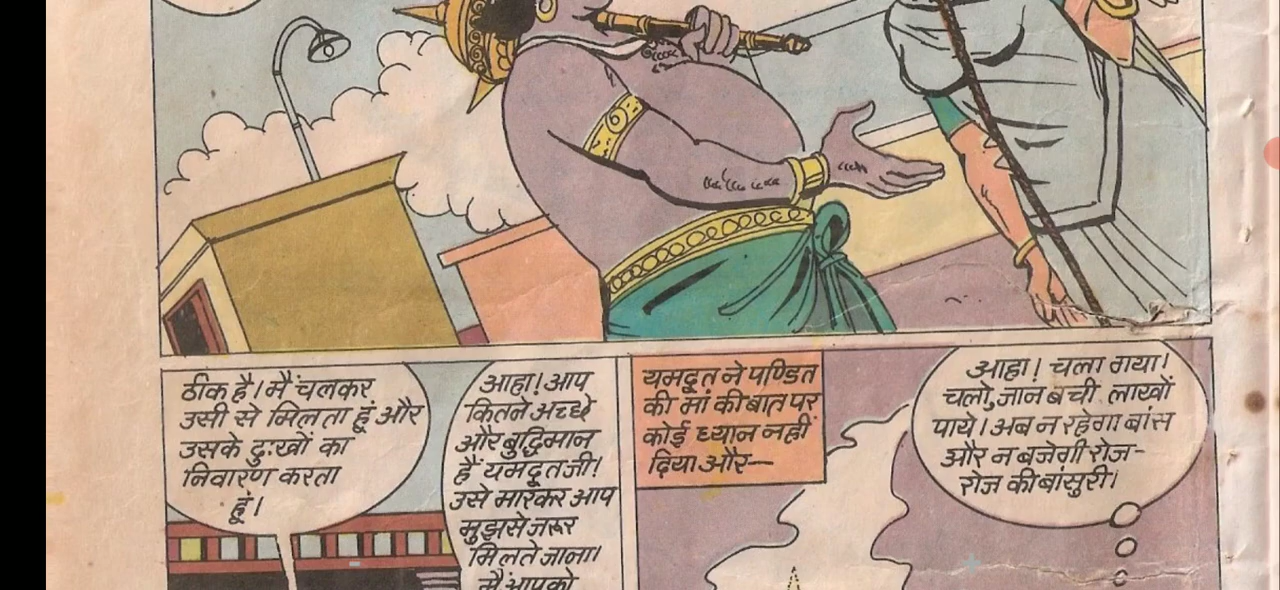 ठीक है। मैं चलकर
उसी से मिलता हूं और
उसके दुःखों का
निवारण करता
हूं।
आहा! आप
कितने अच्छे
और बुद्धिमान
हैं यमदूतजी!
उसे मारकर आप
मुझसे जरूर
मिलते जाना।
मैं आपको
यमदूत ने पण्डित
की मां की बात पर
कोई ध्यान नहीं
दिया और—
आहा! चला गया!
चलो, जान बची लाखों
पाये। अब न रहेगा बांस
और न बजेगी रोज-
रोज की बांसुरी।